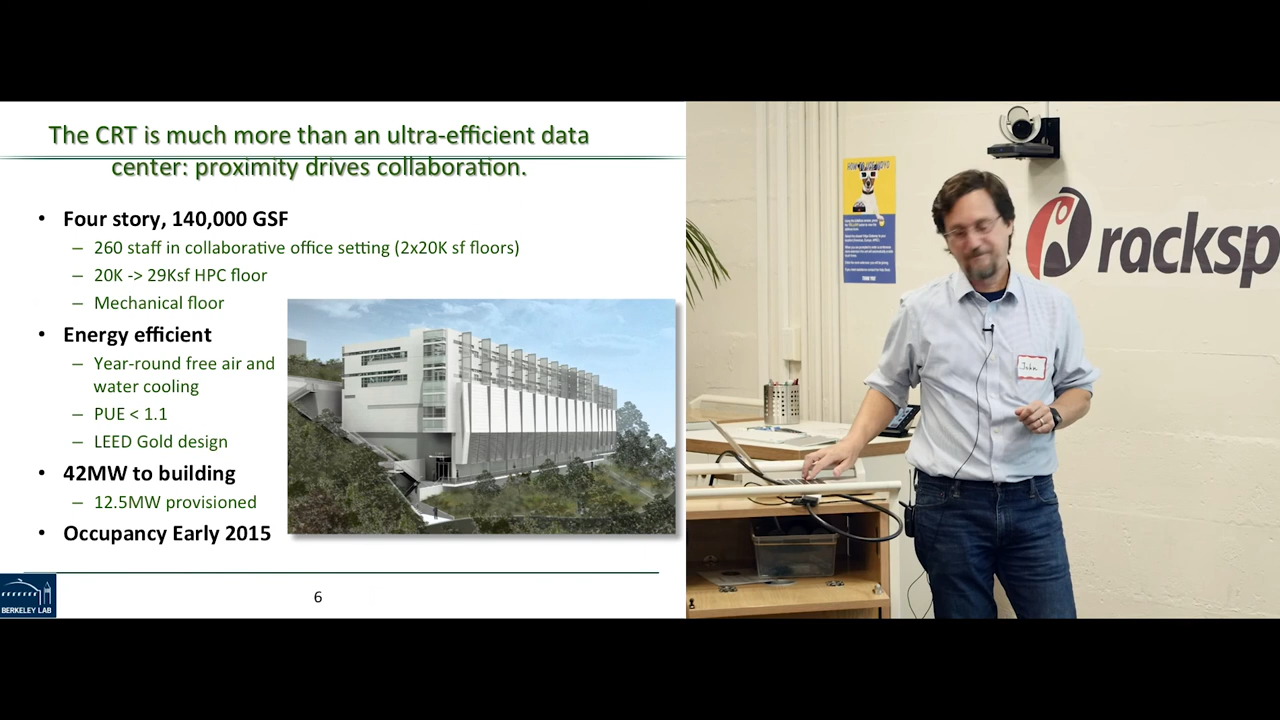 The CRT is much more than an ultra-efficient data
center: proximity drives collaboration.
• Four story, 140,000 GSF
– 260 staff in collaborative office setting (2x20K sf floors)
– 20K -> 29Ksf HPC floor
– Mechanical floor
• Energy efficient
– Year-round free air and
water cooling
– PUE < 1.1
– LEED Gold design
• 42MW to building
– 12.5MW provisioned
• Occupancy Early 2015
BERKELEY LAB
6
racksp
John